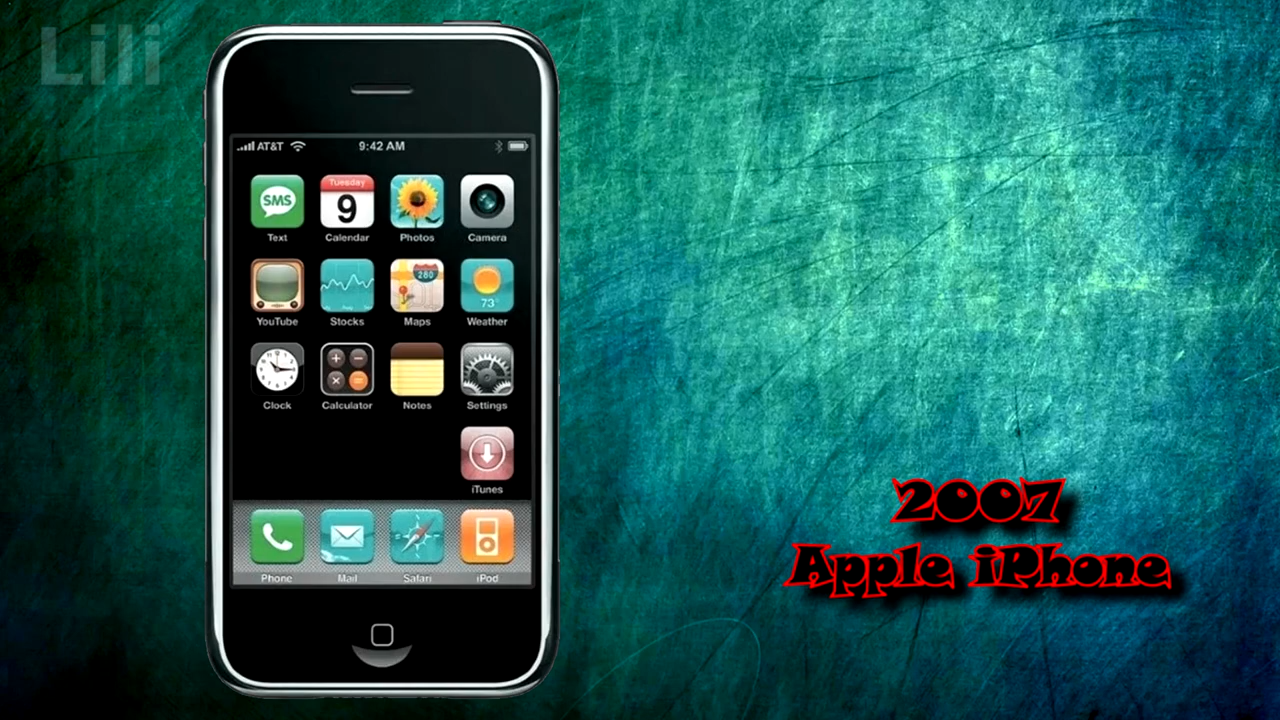 Lili
AT&T 9:42 AM
SMS
Tuesday
9
Text Calendar Photos Camera
280
73°
YouTube Stocks Maps Weather
Clock Calculator Notes Settings
iTunes
Phone Mail Safari iPod
2007
Apple iPhone